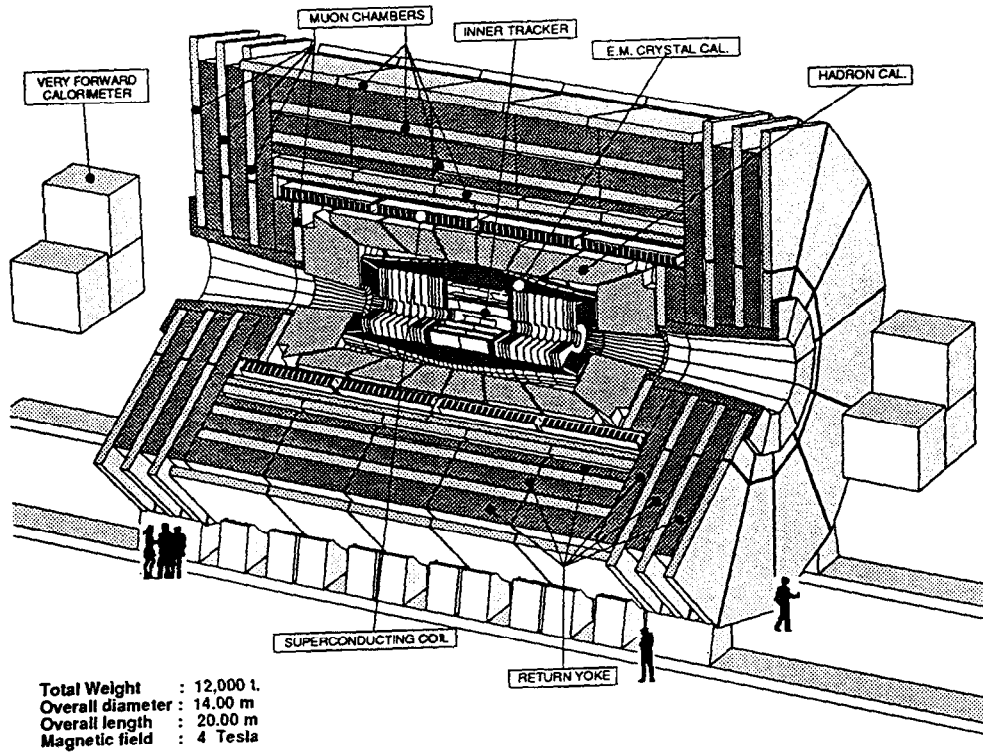 MUON CHAMBERS
INNER TRACKER
E.M. CRYSTAL CAL.
HADRON CAL.
VERY FORWARD
CALORIMETER
SUPERCONDUCTING COIL
RETURN YOKE
Total Weight : 12,000 t.
Overall diameter : 14.00 m
Overall length : 20.00 m
Magnetic field : 4 Tesla